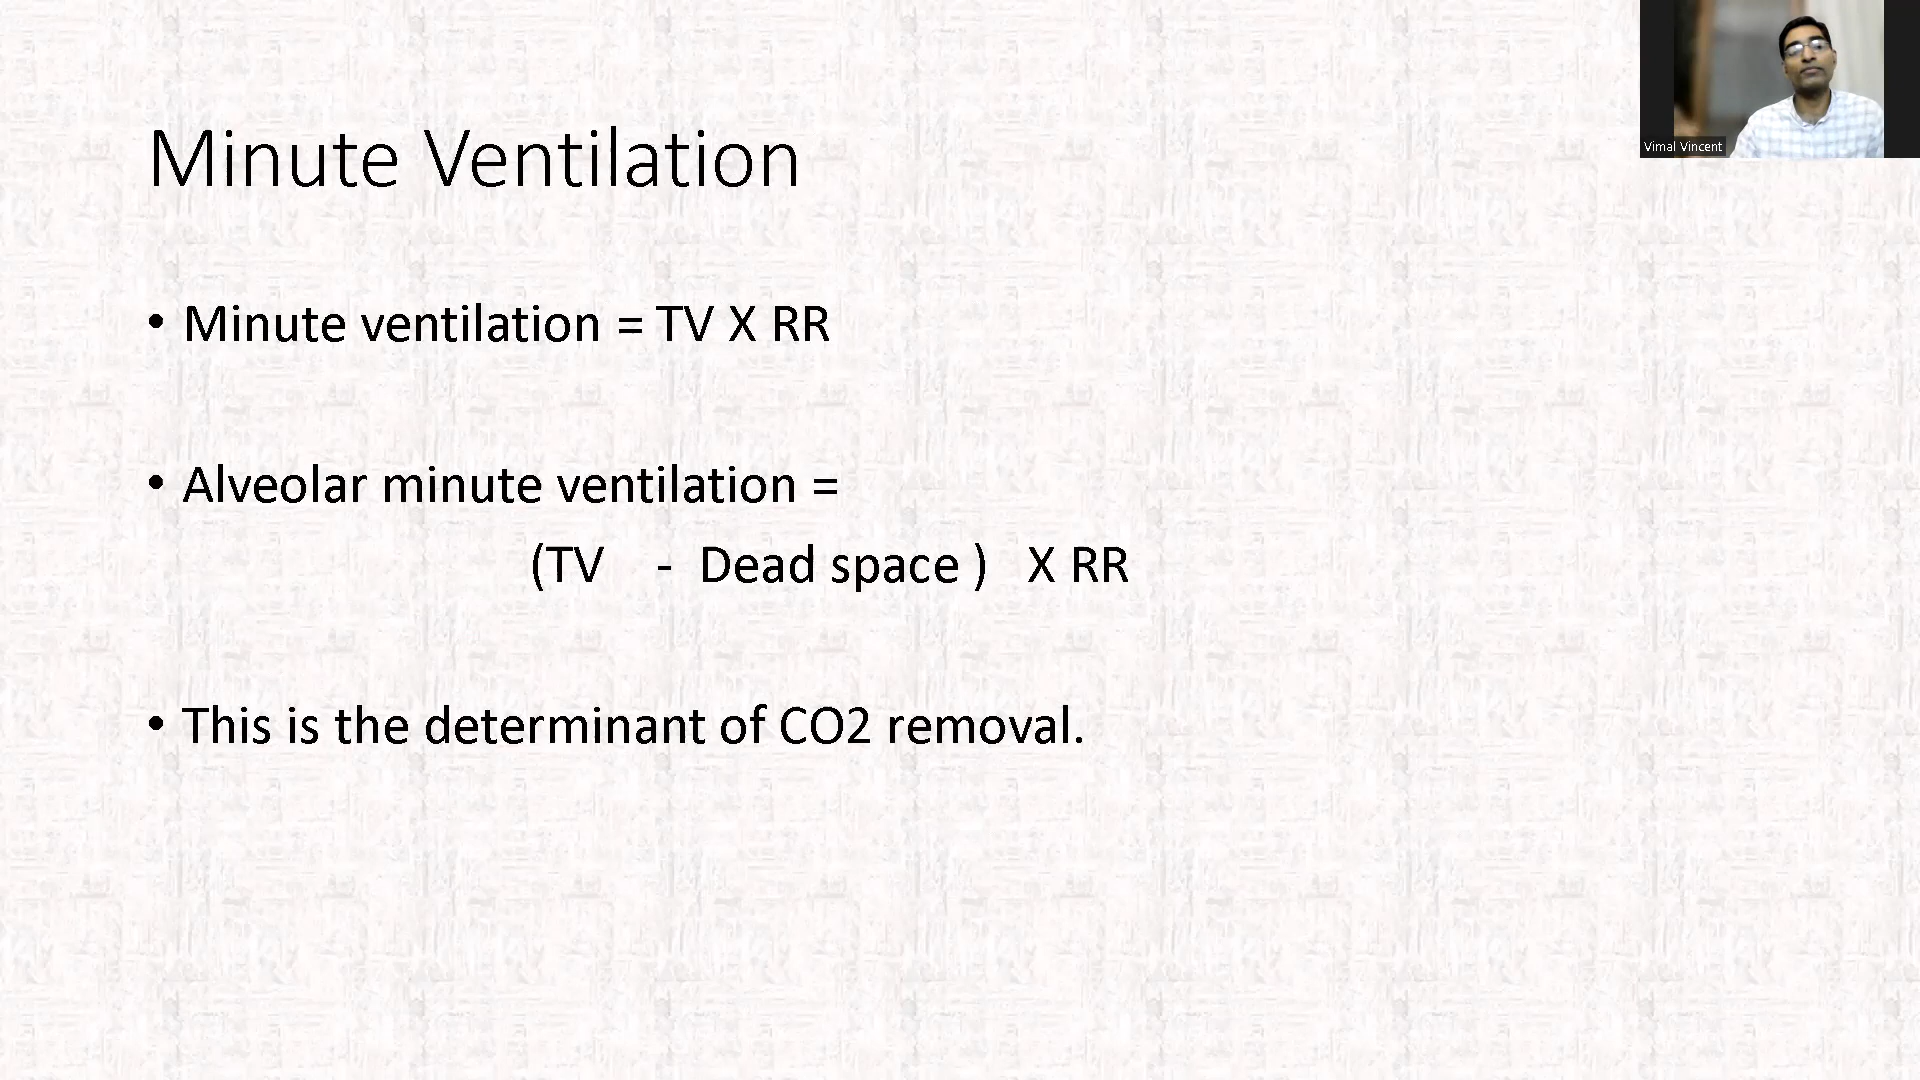 Vimal Vincent
Minute Ventilation
• Minute ventilation = TV X RR
• Alveolar minute ventilation =
(TV - Dead space ) X RR
• This is the determinant of CO2 removal.